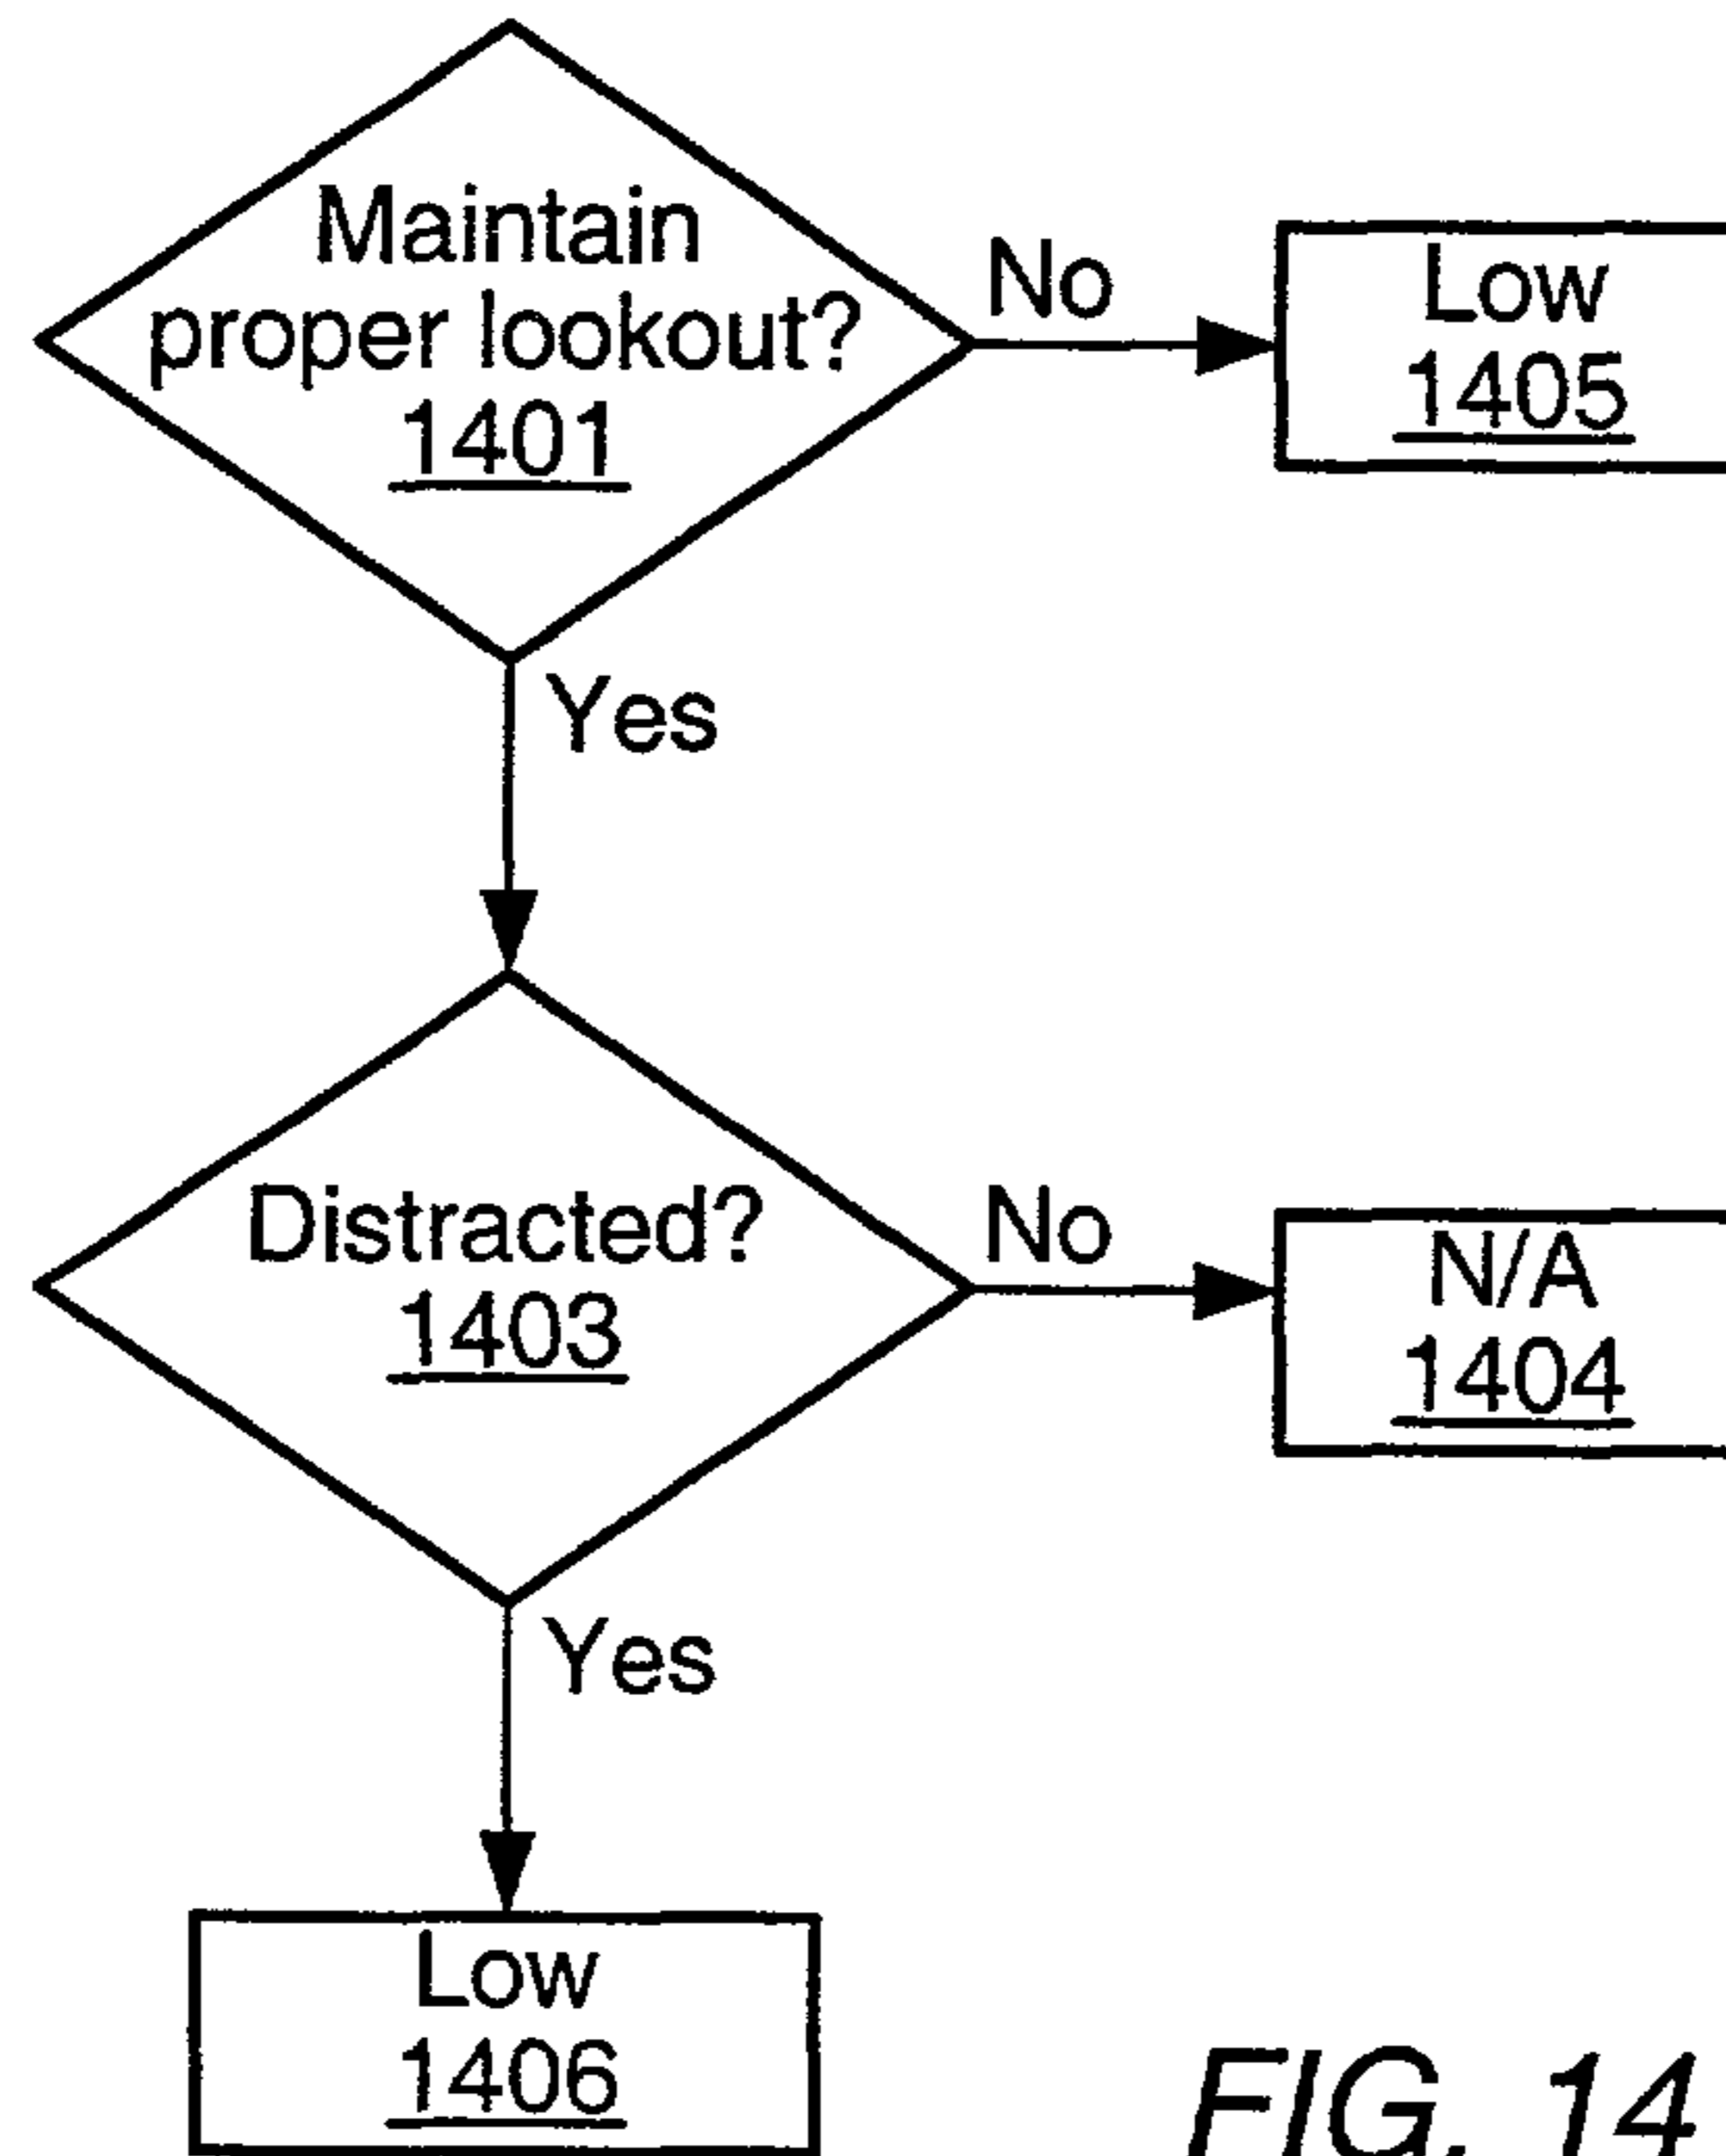 Maintain
proper lookout?
1401
No
Low
1405
Yes
Distracted?
1403
No
N/A
1404
Yes
Low
1406
FIG. 14